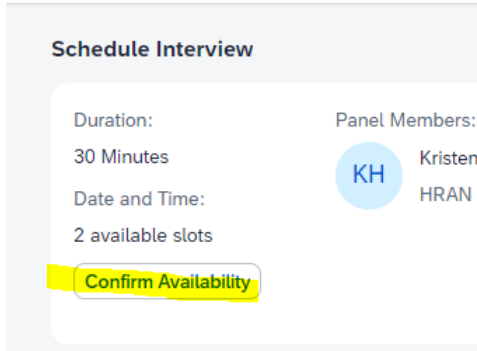 Schedule Interview
Duration:
30 Minutes
Date and Time:
2 available slots
Confirm Availability
Panel Members:
KH
Kristen
HRAN